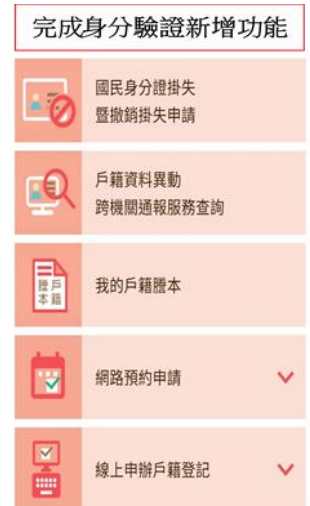 完成身分驗證新增功能
國民身分證掛失
暨撤銷掛失申請
戶籍資料異動
跨機關通報服務查詢
謄戶
本籍
我的戶籍謄本
網路預約申請
線上申辦戶籍登記